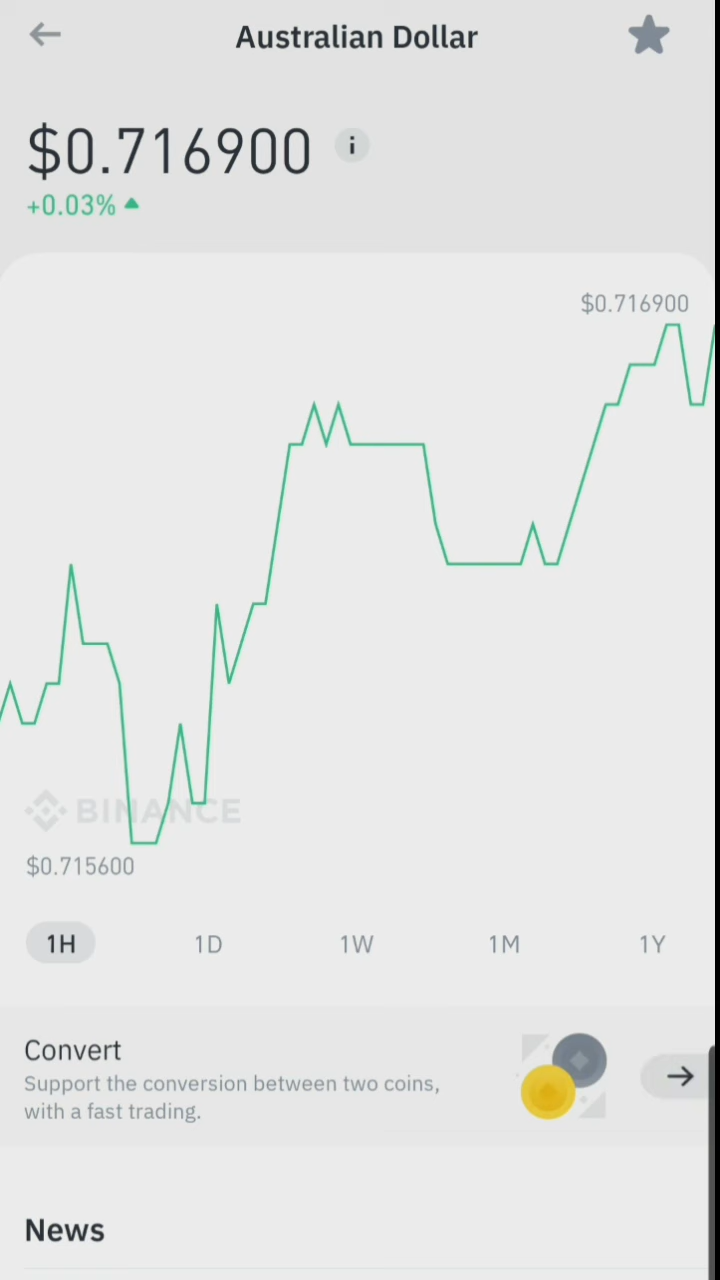 Australian Dollar
$0.716900 i
+0.03%
$0.716900
BINANCE
$0.715600
1H 1D 1W 1M 1Y
Convert
Support the conversion between two coins,
with a fast trading.
News